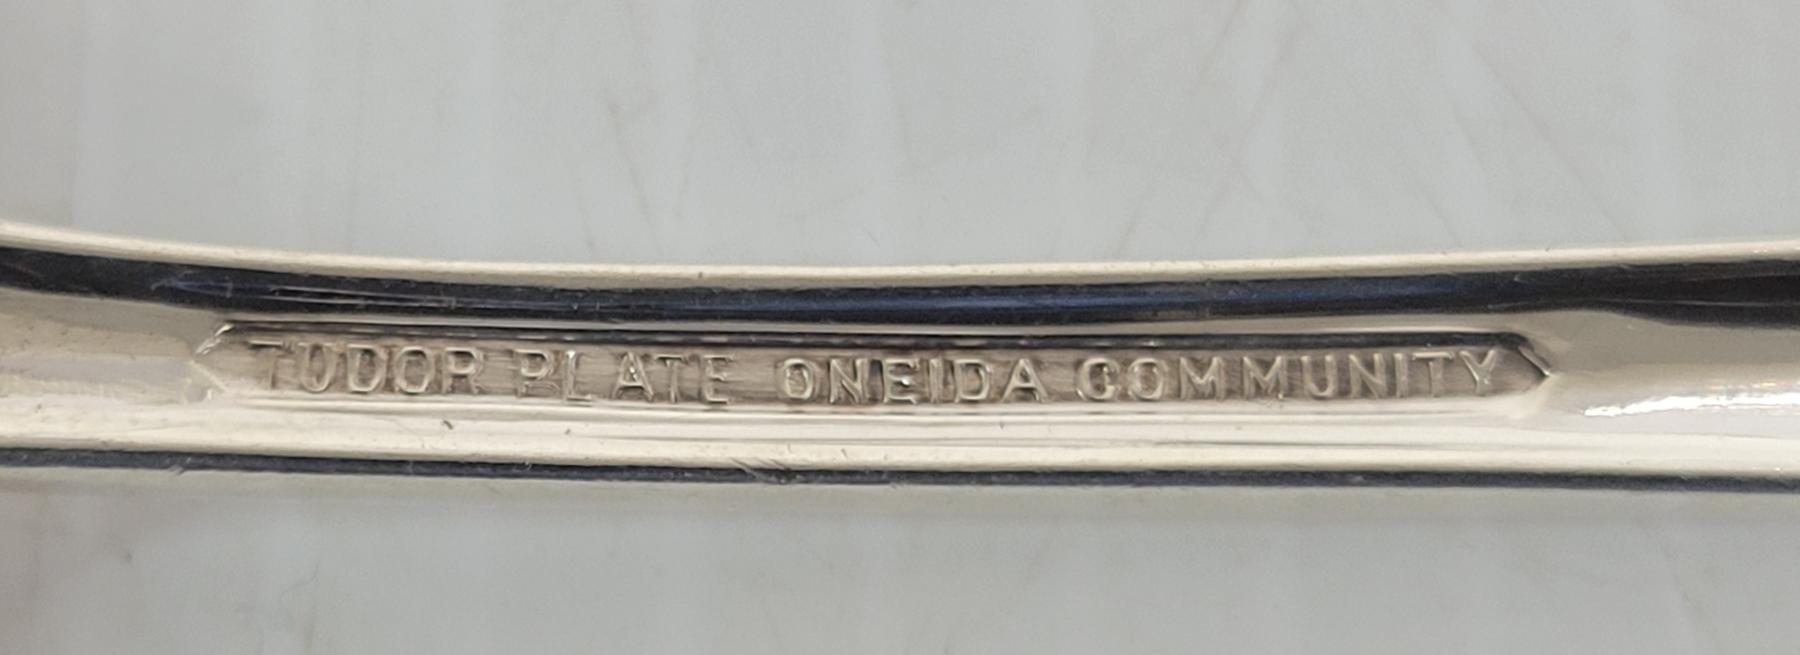 TUDOR PLATE ONEIDA COMMUNITY